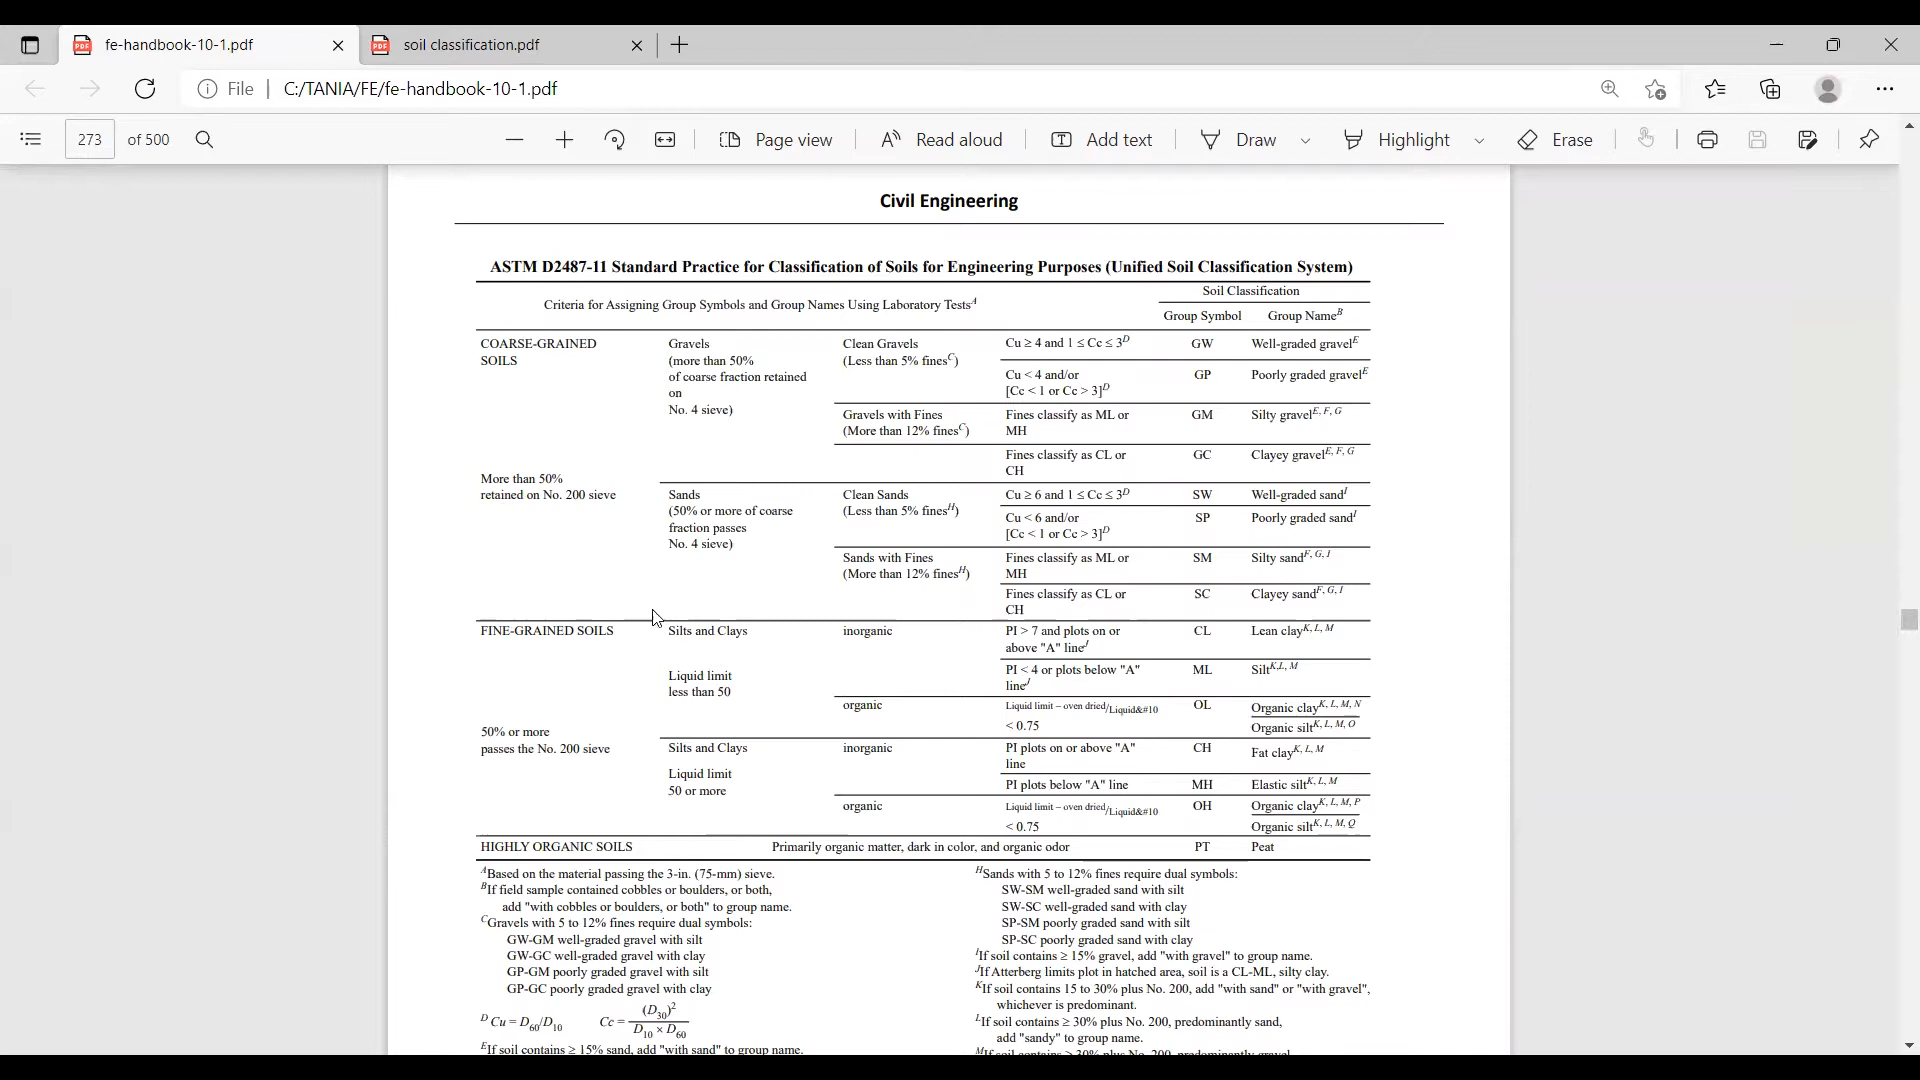 fe-handbook-10-1.pdf
soil classification.pdf
File
C:/TANIA/FE/fe-handbook-10-1.pdf
273 of 500
Page view
Read aloud
Add text
Draw
Highlight
Erase
Civil Engineering
ASTM D2487-11 Standard Practice for Classification of Soils for Engineering Purposes (Unified Soil Classification System)
Soil Classification
Criteria for Assigning Group Symbols and Group Names Using Laboratory Tests^A
Group Symbol Group Name^B
COARSE-GRAINED Gravels Clean Gravels Cu ≥ 4 and 1 ≤ Cc ≤ 3^D GW Well-graded gravel^E
SOILS (more than 50% (Less than 5% fines^C)
of coarse fraction retained Cu < 4 and/or GP Poorly graded gravel^E
on [Cc < 1 or Cc > 3]^D
No. 4 sieve) Gravels with Fines Fines classify as ML or GM Silty gravel^E, F, G
(More than 12% fines^C) MH
Fines classify as CL or GC Clayey gravel^E, F, G
CH
More than 50%
retained on No. 200 sieve Sands Clean Sands Cu ≥ 6 and 1 ≤ Cc ≤ 3^D SW Well-graded sand^I
(50% or more of coarse (Less than 5% fines^H)
fraction passes Cu < 6 and/or SP Poorly graded sand^I
No. 4 sieve) [Cc < 1 or Cc > 3]^D
Sands with Fines Fines classify as ML or SM Silty sand^F, G, I
(More than 12% fines^H) MH
Fines classify as CL or SC Clayey sand^F, G, I
CH
FINE-GRAINED SOILS Silts and Clays inorganic PI > 7 and plots on or CL Lean clay^K, L, M
above "A" line^J
Liquid limit PI < 4 or plots below "A" ML Silt^K,L, M
less than 50 line^J
organic Liquid limit – oven dried/Liquid&#10 OL Organic clay^K, L, M, N
< 0.75 Organic silt^K, L, M, O
50% or more
passes the No. 200 sieve Silts and Clays inorganic PI plots on or above "A" CH Fat clay^K, L, M
line
Liquid limit
50 or more PI plots below "A" line MH Elastic silt^K, L, M
organic Liquid limit – oven dried/Liquid&#10 OH Organic clay^K, L, M, P
< 0.75 Organic silt^K, L, M, Q
HIGHLY ORGANIC SOILS Primarily organic matter, dark in color, and organic odor PT Peat
^A Based on the material passing the 3-in. (75-mm) sieve.
^B If field sample contained cobbles or boulders, or both,
add "with cobbles or boulders, or both" to group name.
^C Gravels with 5 to 12% fines require dual symbols:
GW-GM well-graded gravel with silt
GW-GC well-graded gravel with clay
GP-GM poorly graded gravel with silt
GP-GC poorly graded gravel with clay
^D Cu = D60/D10 Cc = (D30)² / D10 × D60
^E If soil contains ≥ 15% sand, add "with sand" to group name.
^H Sands with 5 to 12% fines require dual symbols:
SW-SM well-graded sand with silt
SW-SC well-graded sand with clay
SP-SM poorly graded sand with silt
SP-SC poorly graded sand with clay
^I If soil contains ≥ 15% gravel, add "with gravel" to group name.
^J If Atterberg limits plot in hatched area, soil is a CL-ML, silty clay.
^K If soil contains 15 to 30% plus No. 200, add "with sand" or "with gravel",
whichever is predominant.
^L If soil contains ≥ 30% plus No. 200, predominantly sand,
add "sandy" to group name.
^M If soil contains ≥ 30% plus No. 200, predominantly gravel